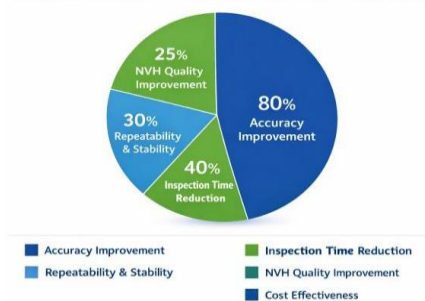 25%
NVH Quality
Improvement
80%
Accuracy
Improvement
30%
Repeatability
& Stability
40%
Inspection Time
Reduction
Accuracy Improvement
Inspection Time Reduction
Repeatability & Stability
NVH Quality Improvement
Cost Effectiveness